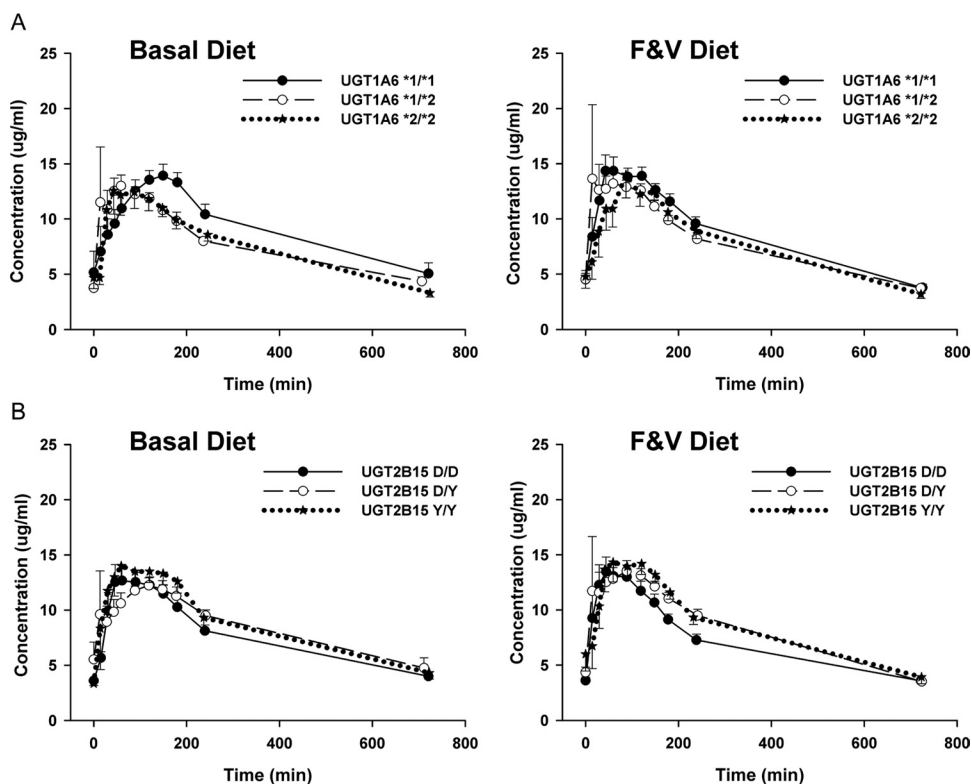 A
Basal Diet
UGT1A6 *1/*1
UGT1A6 *1/*2
UGT1A6 *2/*2
Concentration (ug/ml)
25
20
15
10
5
0
0
200
400
600
800
Time (min)
F&V Diet
UGT1A6 *1/*1
UGT1A6 *1/*2
UGT1A6 *2/*2
Concentration (ug/ml)
25
20
15
10
5
0
0
200
400
600
800
Time (min)
B
Basal Diet
UGT2B15 D/D
UGT2B15 D/Y
UGT2B15 Y/Y
Concentration (ug/ml)
25
20
15
10
5
0
0
200
400
600
800
Time (min)
F&V Diet
UGT2B15 D/D
UGT2B15 D/Y
UGT2B15 Y/Y
Concentration (ug/ml)
25
20
15
10
5
0
0
200
400
600
800
Time (min)